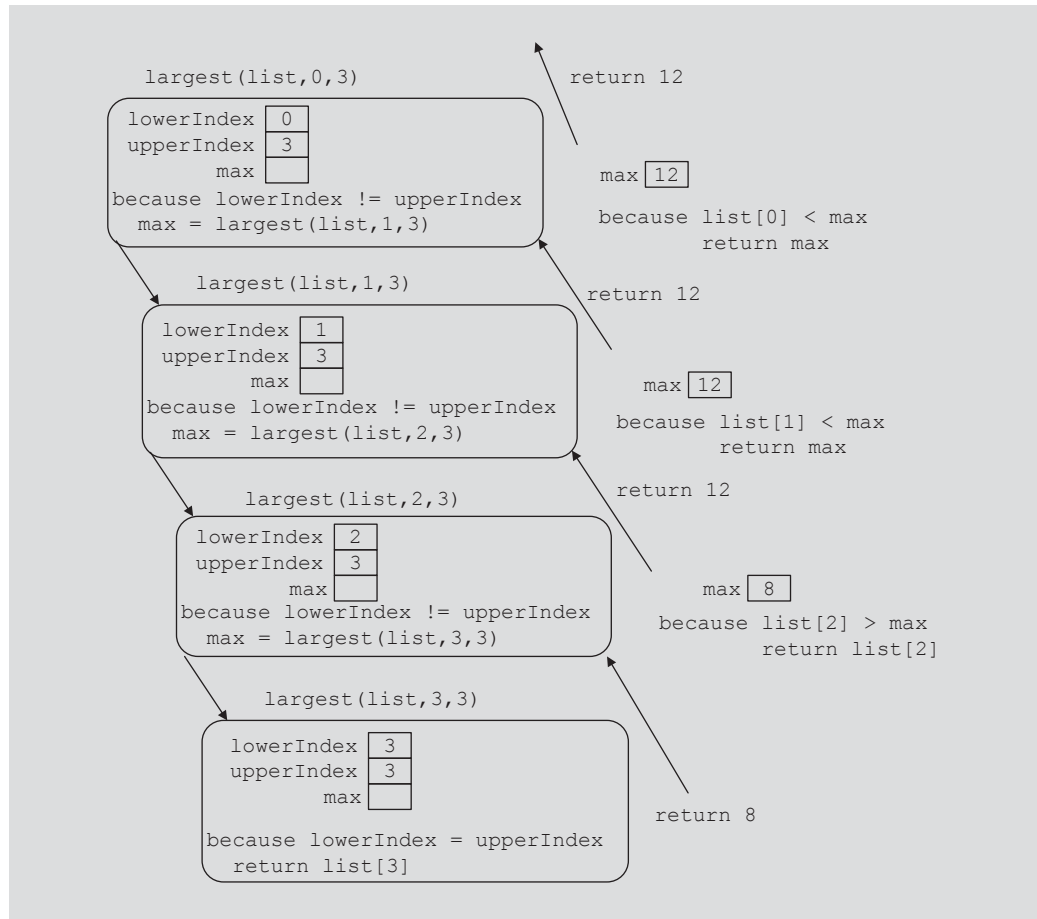 largest(list,0,3)
return 12
lowerIndex 0
upperIndex 3
max
because lowerIndex != upperIndex
max = largest(list,1,3)
max 12
because list[0] < max
return max
largest(list,1,3)
return 12
lowerIndex 1
upperIndex 3
max
because lowerIndex != upperIndex
max = largest(list,2,3)
max 12
because list[1] < max
return max
largest(list,2,3)
return 12
lowerIndex 2
upperIndex 3
max
because lowerIndex != upperIndex
max = largest(list,3,3)
max 8
because list[2] > max
return list[2]
largest(list,3,3)
lowerIndex 3
upperIndex 3
max
because lowerIndex = upperIndex
return list[3]
return 8